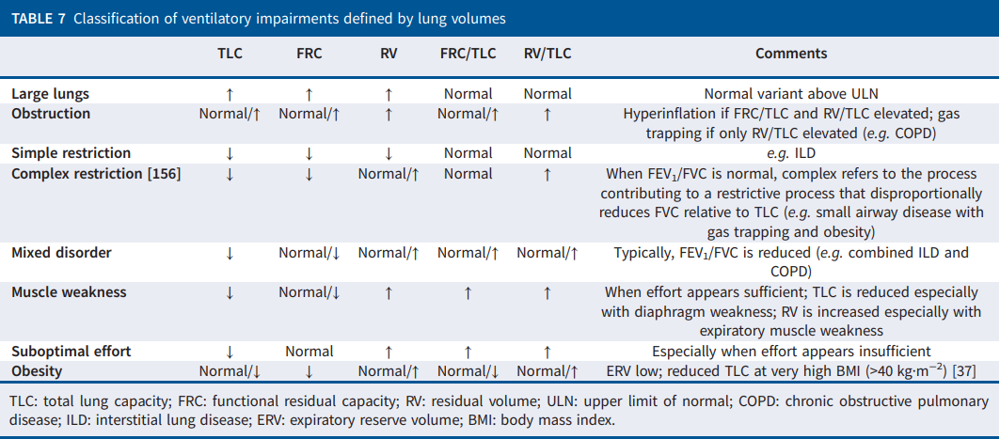 TABLE 7 Classification of ventilatory impairments defined by lung volumes
TLC FRC RV FRC/TLC RV/TLC Comments
Large lungs ↑ ↑ ↑ Normal Normal Normal variant above ULN
Obstruction Normal/↑ Normal/↑ ↑ Normal/↑ ↑ Hyperinflation if FRC/TLC and RV/TLC elevated; gas
trapping if only RV/TLC elevated (e.g. COPD)
Simple restriction ↓ ↓ ↓ Normal Normal e.g. ILD
Complex restriction [156] ↓ ↓ Normal/↑ Normal ↑ When FEV₁/FVC is normal, complex refers to the process
contributing to a restrictive process that disproportionally
reduces FVC relative to TLC (e.g. small airway disease with
gas trapping and obesity)
Mixed disorder ↓ Normal/↓ Normal/↑ Normal/↑ Normal/↑ Typically, FEV₁/FVC is reduced (e.g. combined ILD and
COPD)
Muscle weakness ↓ Normal/↓ ↑ ↑ ↑ When effort appears sufficient; TLC is reduced especially
with diaphragm weakness; RV is increased especially with
expiratory muscle weakness
Suboptimal effort ↓ Normal ↑ ↑ ↑ Especially when effort appears insufficient
Obesity Normal/↓ ↓ Normal/↑ Normal/↓ Normal/↑ ERV low; reduced TLC at very high BMI (>40 kg·m⁻²) [37]
TLC: total lung capacity; FRC: functional residual capacity; RV: residual volume; ULN: upper limit of normal; COPD: chronic obstructive pulmonary
disease; ILD: interstitial lung disease; ERV: expiratory reserve volume; BMI: body mass index.